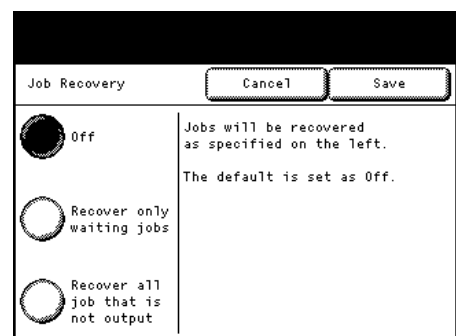 Job Recovery
Cancel
Save
Off
Recover only
waiting jobs
Recover all
job that is
not output
Jobs will be recovered
as specified on the left.
The default is set as Off.